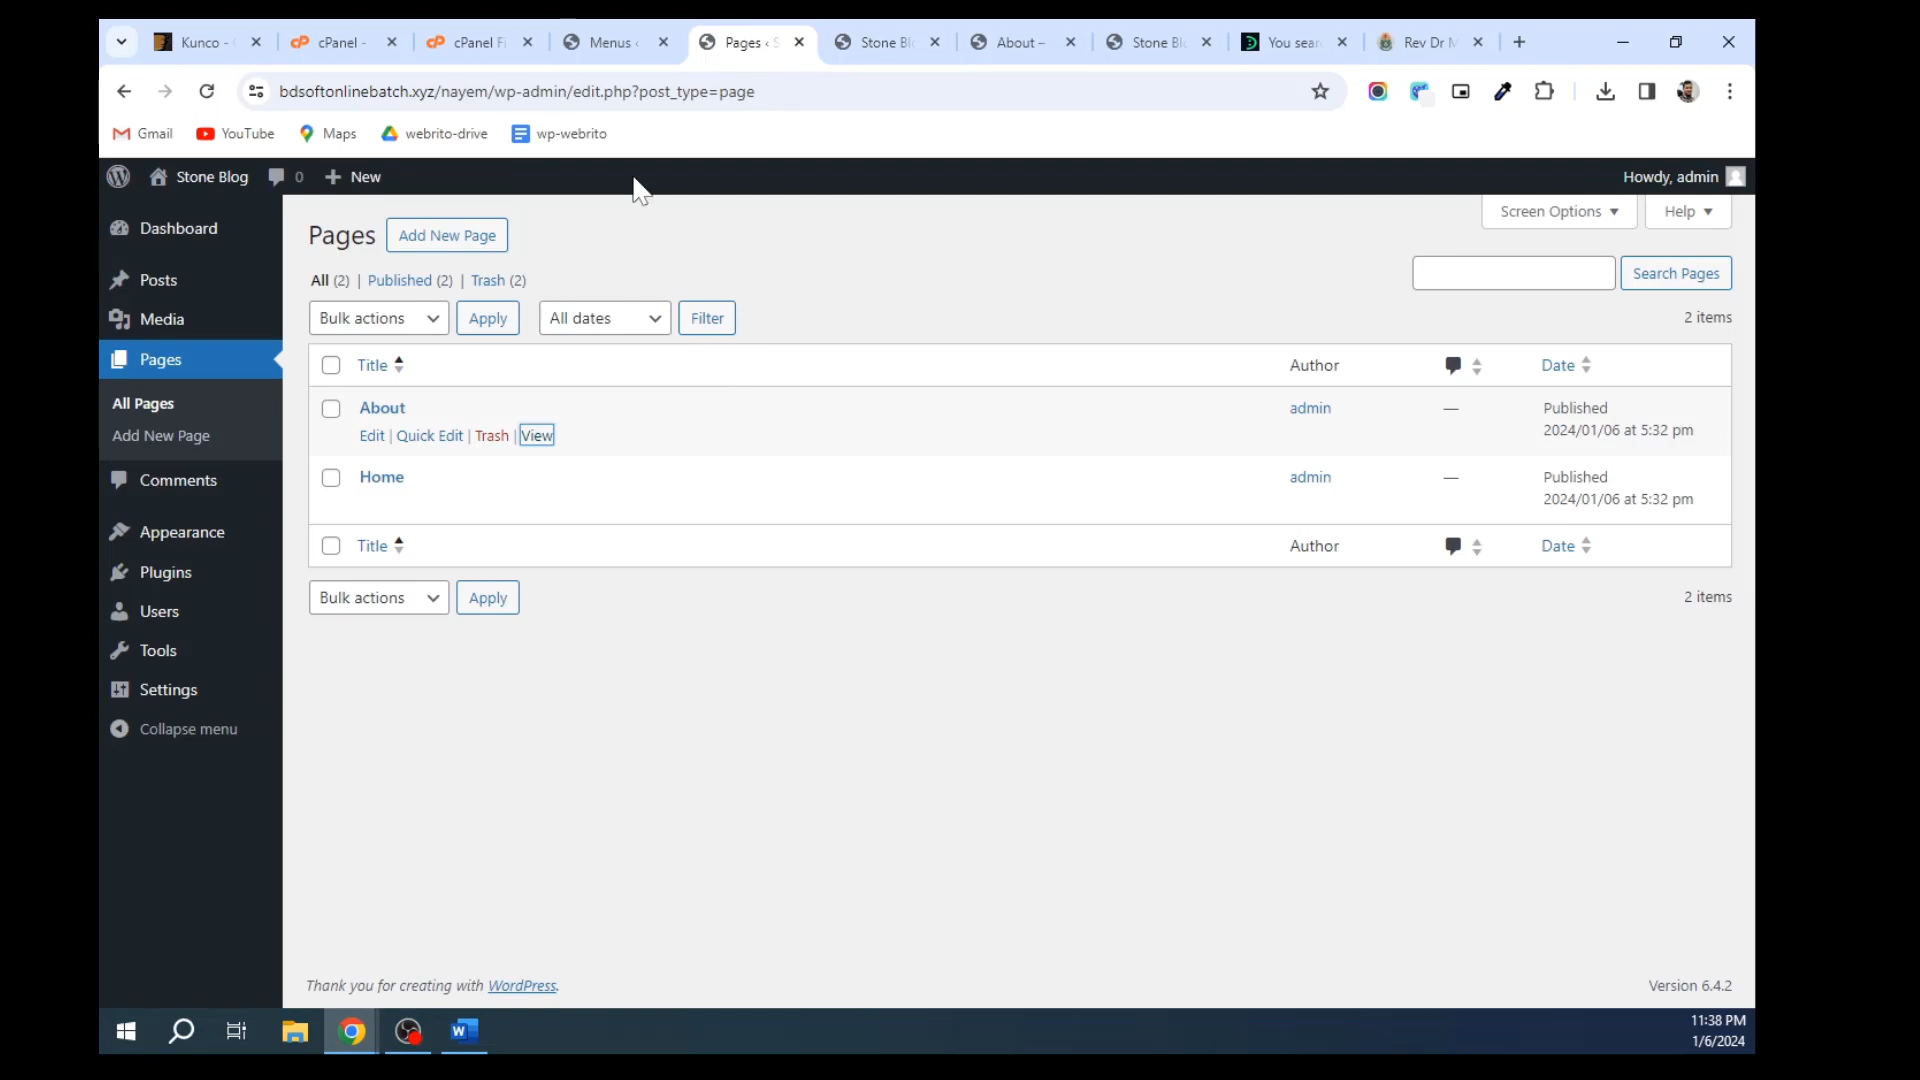 Kunco -
cPanel -
cPanel Fi
Menus ‹
Pages ‹ S
Stone Bl
About –
Stone Bl
You sear
Rev Dr M
bdsoftonlinebatch.xyz/nayem/wp-admin/edit.php?post_type=page
Gmail
YouTube
Maps
webrito-drive
wp-webrito
Stone Blog
0
New
Howdy, admin
Dashboard
Posts
Media
Pages
All Pages
Add New Page
Comments
Appearance
Plugins
Users
Tools
Settings
Collapse menu
Screen Options
Help
Pages
Add New Page
All (2) | Published (2) | Trash (2)
Search Pages
Bulk actions
Apply
All dates
Filter
2 items
Title
Author
Date
About
admin
—
Published
2024/01/06 at 5:32 pm
Edit | Quick Edit | Trash | View
Home
admin
—
Published
2024/01/06 at 5:32 pm
Title
Author
Date
Bulk actions
Apply
2 items
Thank you for creating with WordPress.
Version 6.4.2
11:38 PM
1/6/2024